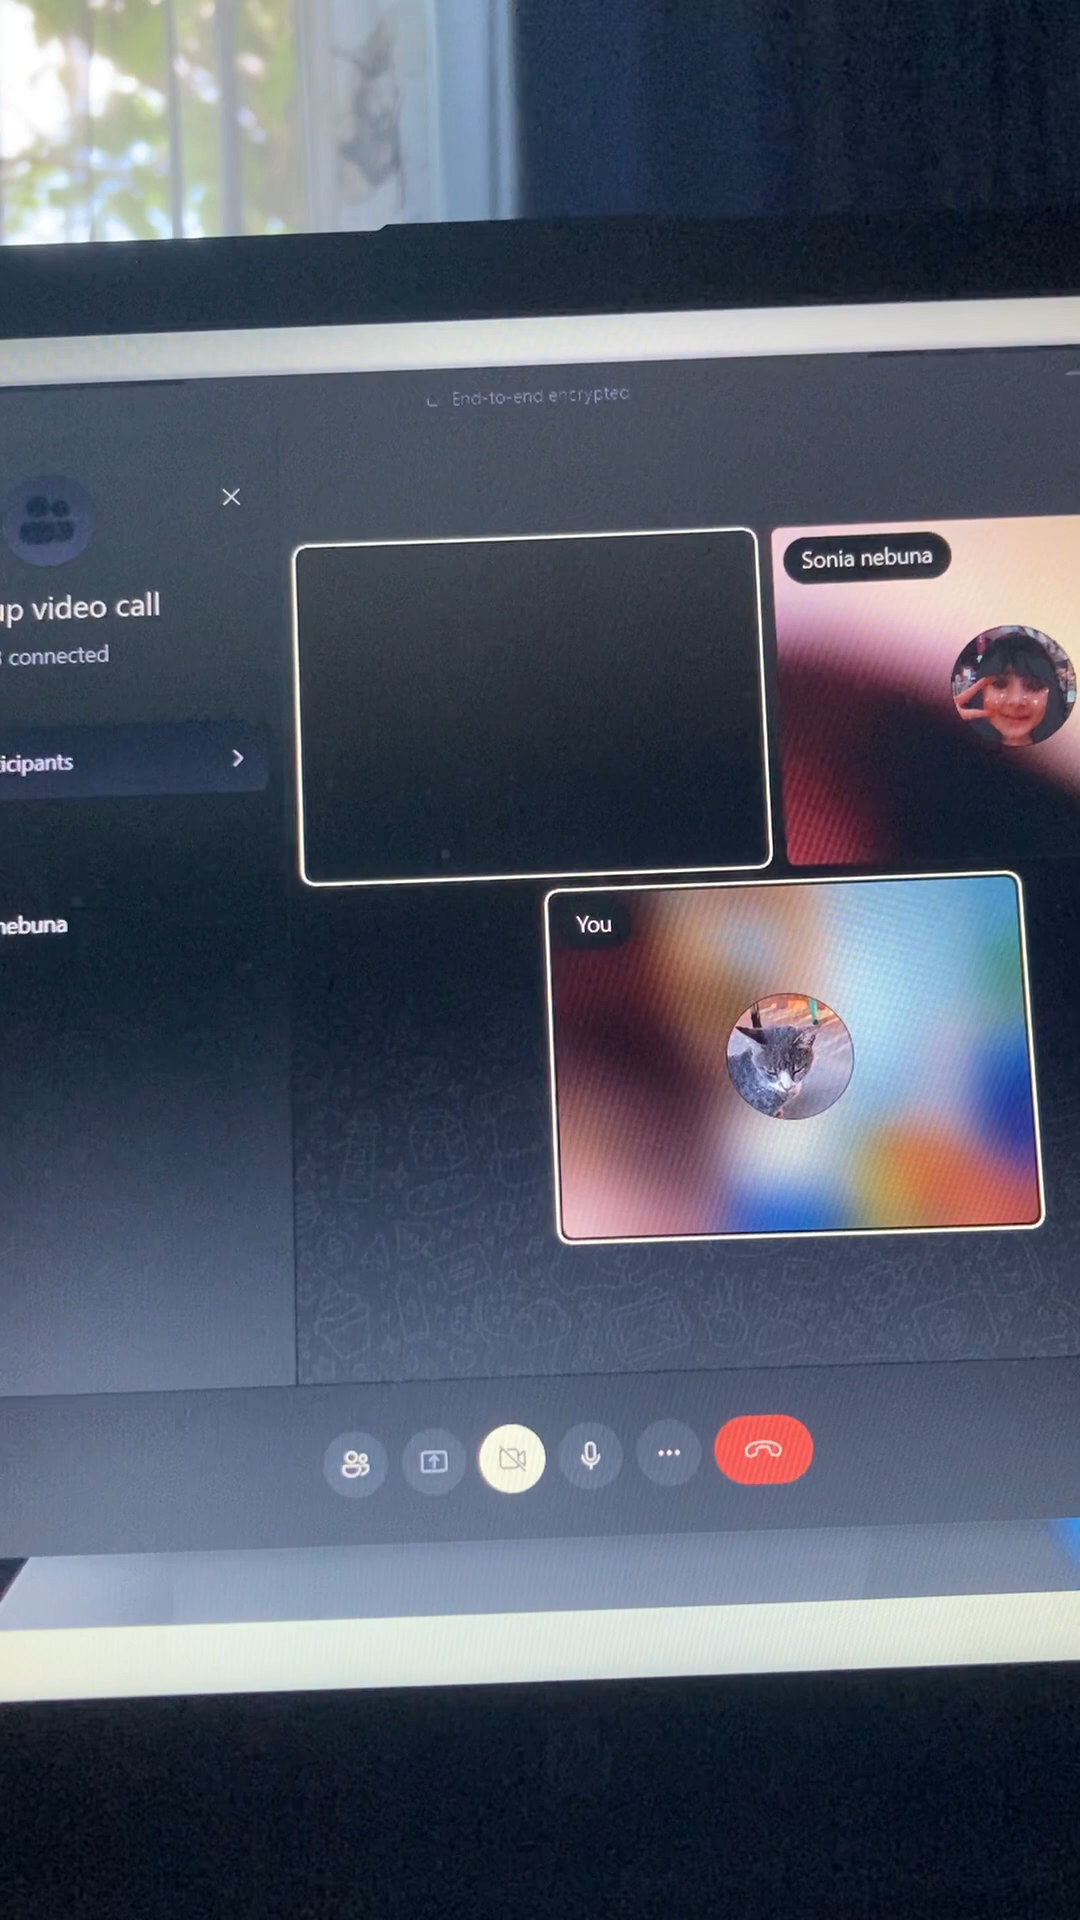 End-to-end encrypted
up video call
connected
icipants
nebuna
Sonia nebuna
You